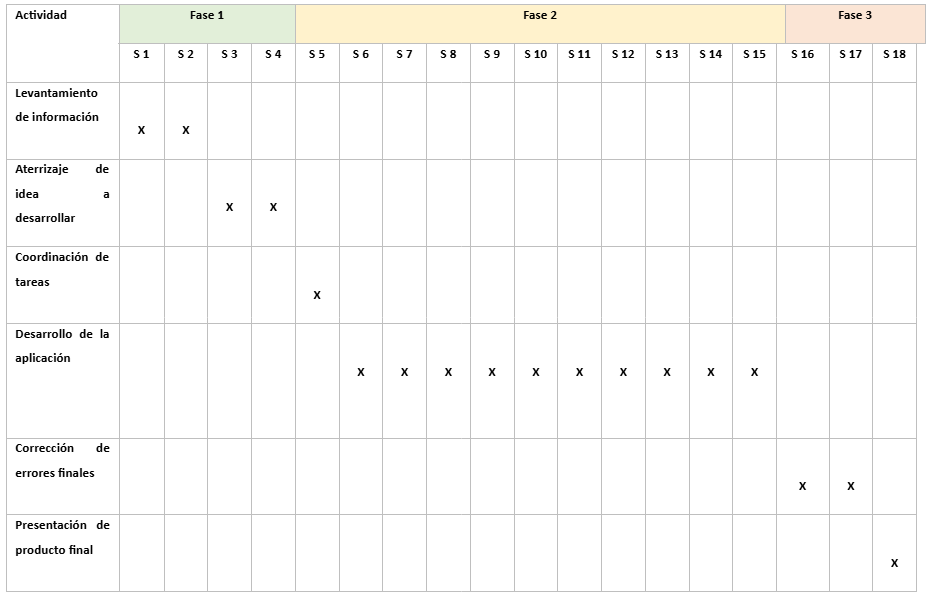 Actividad Fase 1 Fase 2 Fase 3
S 1 S 2 S 3 S 4 S 5 S 6 S 7 S 8 S 9 S 10 S 11 S 12 S 13 S 14 S 15 S 16 S 17 S 18
Levantamiento
de información
X X
Aterrizaje de
idea a
desarrollar
X X
Coordinación de
tareas
X
Desarrollo de la
aplicación
X X X X X X X X X X
Corrección de
errores finales
X X
Presentación de
producto final
X